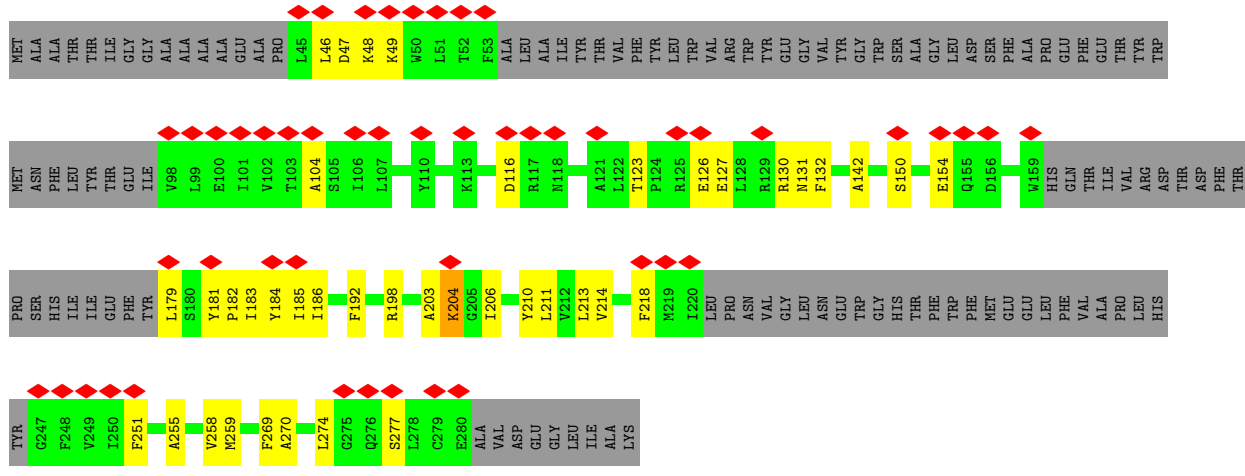 MET ALA ALA THR THR ILE GLY GLY ALA ALA ALA ALA GLU ALA PRO L45 L46 D47 K48 K49 W50 L51 T52 F53 ALA LEU ALA ILE TYR THR VAL PHE TYR LEU TRP VAL ARG TRP TYR GLU GLY VAL TYR GLY TRP SER ALA GLY LEU ASP SER PHE ALA PRO GLU PHE GLU THR TYR TRP
MET ASN PHE LEU TYR THR GLU ILE V98 L99 E100 I101 V102 T103 A104 S105 I106 L107 Y110 K113 D116 R117 N118 A121 L122 T123 P124 R125 E126 E127 L128 R129 R130 N131 F132 A142 S150 E154 Q155 D156 W159 HIS GLN THR ILE VAL ARG ASP THR ASP PHE THR
PRO SER HIS ILE ILE GLU PHE TYR L179 S180 Y181 P182 I183 Y184 I185 I186 F192 R198 A203 K204 G205 I206 Y210 L211 V212 L213 V214 F218 M219 I220 LEU PRO ASN VAL GLY LEU ASN GLU TRP GLY HIS THR PHE TRP PHE MET GLU GLU LEU PHE VAL ALA PRO LEU HIS
TYR G247 F248 V249 I250 F251 A255 V258 M259 F269 A270 L274 G275 Q276 S277 L278 C279 E280 ALA VAL ASP GLU GLY LEU ILE ALA LYS